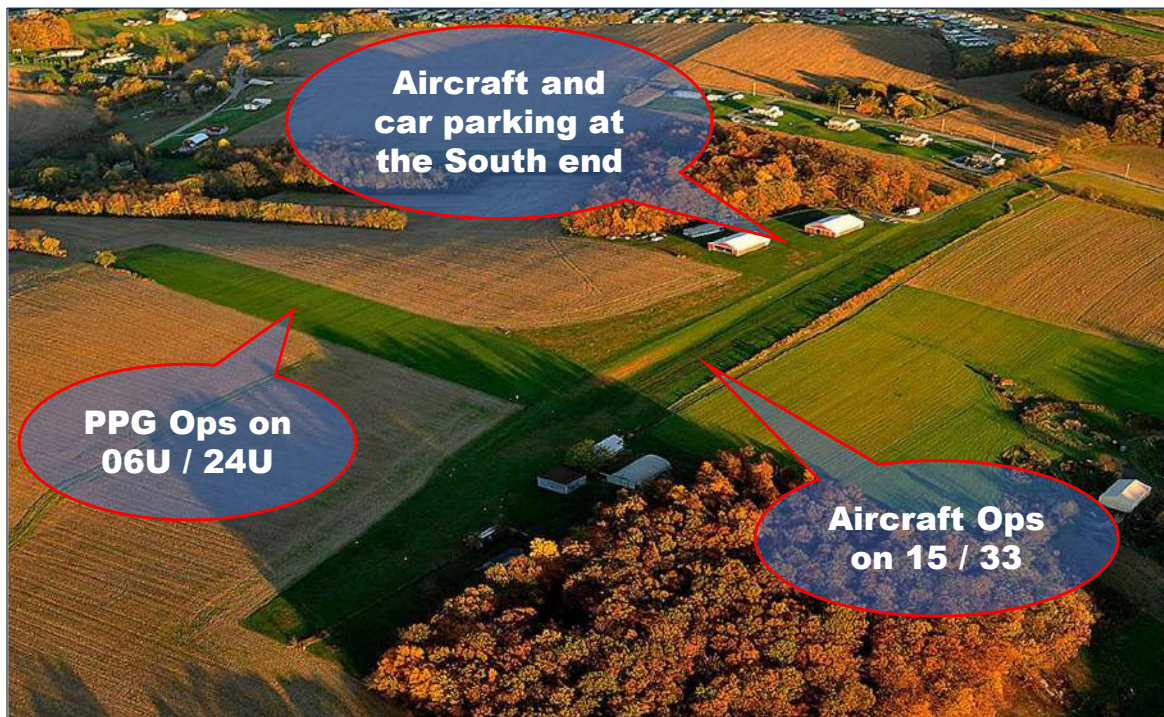 Aircraft and
car parking at
the South end
PPG Ops on
06U / 24U
Aircraft Ops
on 15 / 33